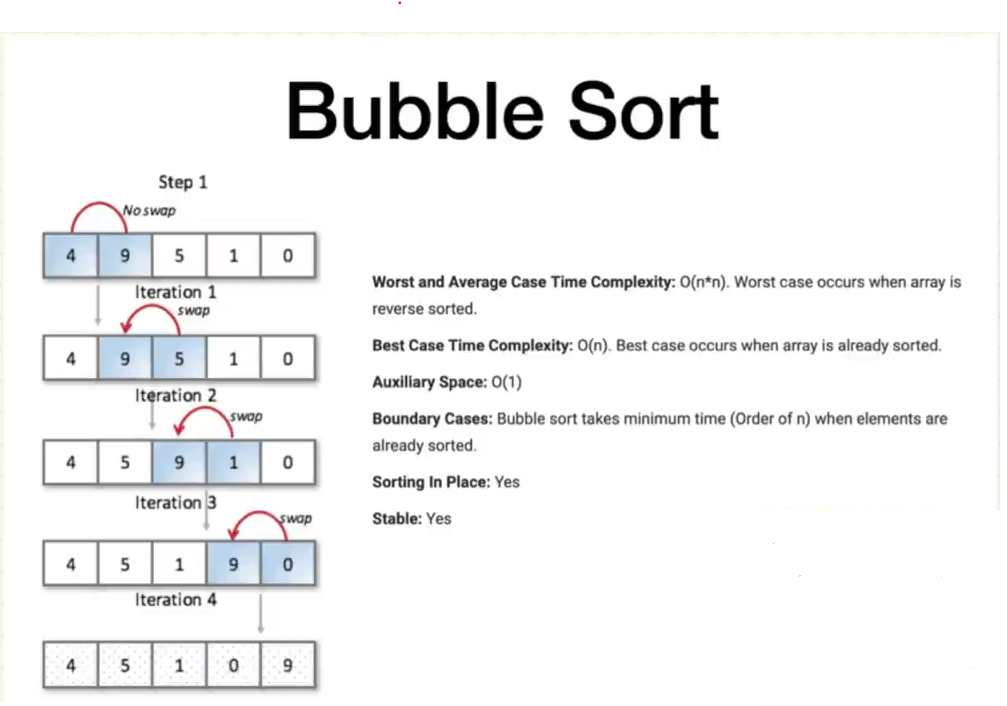 Bubble Sort
Step 1
No swap
4 9 5 1 0
Iteration 1
swap
4 9 5 1 0
Iteration 2
swap
4 5 9 1 0
Iteration 3
swap
4 5 1 9 0
Iteration 4
4 5 1 0 9
Worst and Average Case Time Complexity: O(n*n). Worst case occurs when array is
reverse sorted.
Best Case Time Complexity: O(n). Best case occurs when array is already sorted.
Auxiliary Space: O(1)
Boundary Cases: Bubble sort takes minimum time (Order of n) when elements are
already sorted.
Sorting In Place: Yes
Stable: Yes